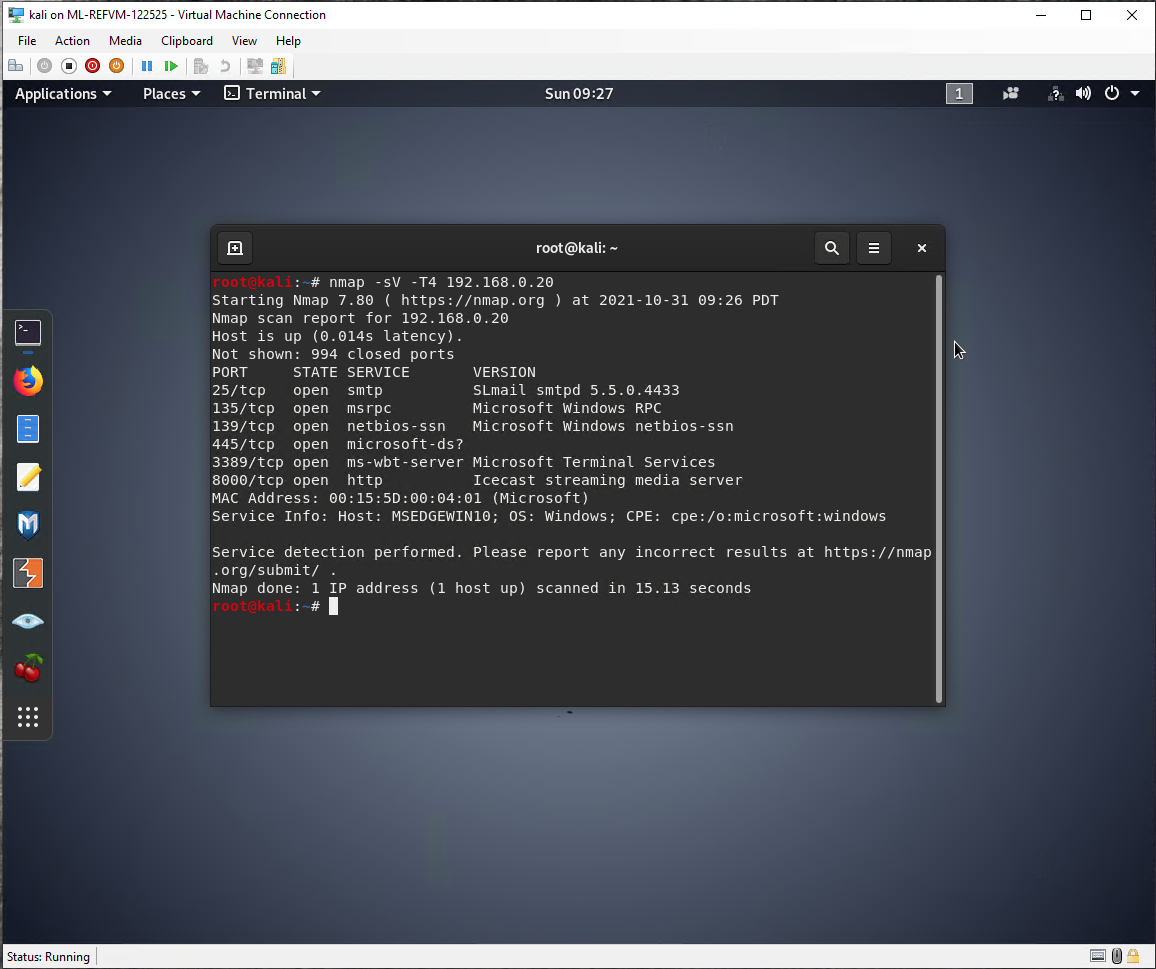 kali on ML-REFVM-122525 - Virtual Machine Connection
File Action Media Clipboard View Help
Applications Places Terminal Sun 09:27 1
root@kali: ~
root@kali:~# nmap -sV -T4 192.168.0.20
Starting Nmap 7.80 ( https://nmap.org ) at 2021-10-31 09:26 PDT
Nmap scan report for 192.168.0.20
Host is up (0.014s latency).
Not shown: 994 closed ports
PORT     STATE SERVICE       VERSION
25/tcp   open  smtp          SLmail smtpd 5.5.0.4433
135/tcp  open  msrpc         Microsoft Windows RPC
139/tcp  open  netbios-ssn   Microsoft Windows netbios-ssn
445/tcp  open  microsoft-ds?
3389/tcp open  ms-wbt-server Microsoft Terminal Services
8000/tcp open  http          Icecast streaming media server
MAC Address: 00:15:5D:00:04:01 (Microsoft)
Service Info: Host: MSEDGEWIN10; OS: Windows; CPE: cpe:/o:microsoft:windows
Service detection performed. Please report any incorrect results at https://nmap
.org/submit/ .
Nmap done: 1 IP address (1 host up) scanned in 15.13 seconds
root@kali:~#
Status: Running